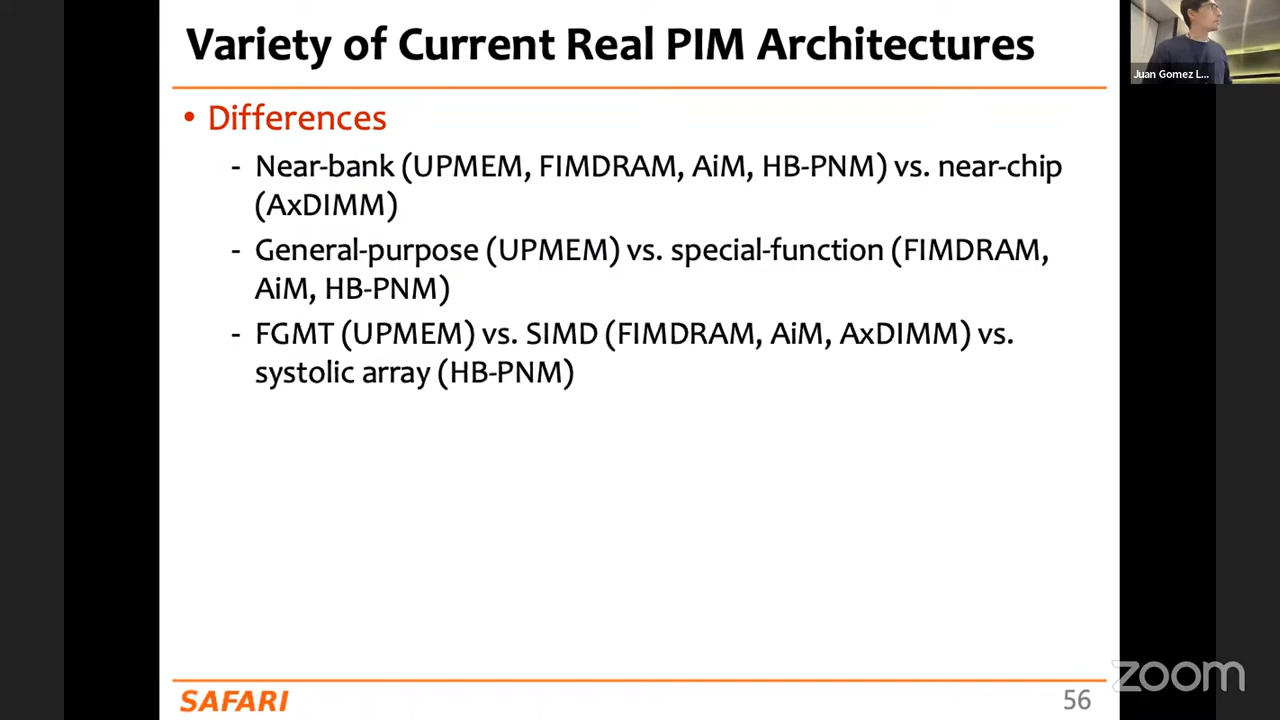 Variety of Current Real PIM Architectures
Juan Gomez L...
• Differences
- Near-bank (UPMEM, FIMDRAM, AiM, HB-PNM) vs. near-chip
(AxDIMM)
- General-purpose (UPMEM) vs. special-function (FIMDRAM,
AiM, HB-PNM)
- FGMT (UPMEM) vs. SIMD (FIMDRAM, AiM, AxDIMM) vs.
systolic array (HB-PNM)
SAFARI
56
zoom